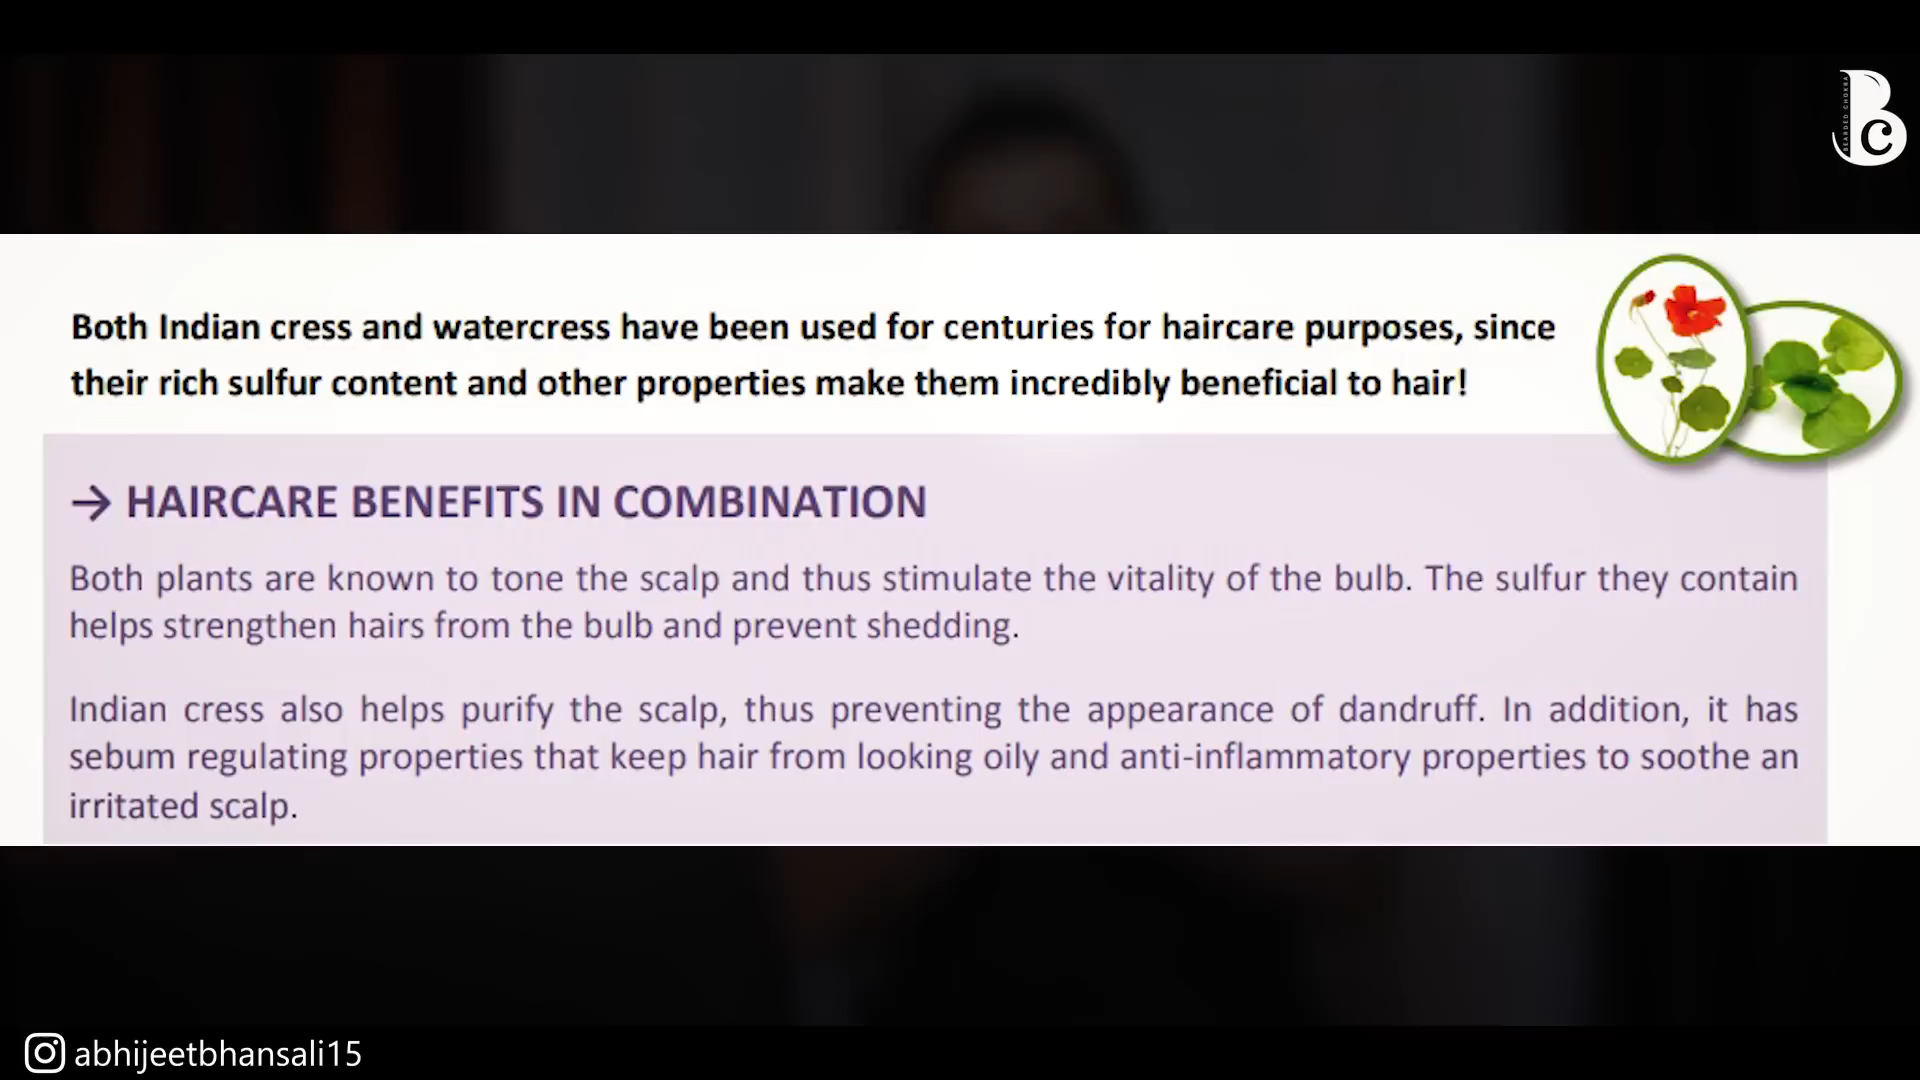 BEARDED CHOKRA
Bc
Both Indian cress and watercress have been used for centuries for haircare purposes, since
their rich sulfur content and other properties make them incredibly beneficial to hair!
→ HAIRCARE BENEFITS IN COMBINATION
Both plants are known to tone the scalp and thus stimulate the vitality of the bulb. The sulfur they contain
helps strengthen hairs from the bulb and prevent shedding.
Indian cress also helps purify the scalp, thus preventing the appearance of dandruff. In addition, it has
sebum regulating properties that keep hair from looking oily and anti-inflammatory properties to soothe an
irritated scalp.
abhijeetbhansali15